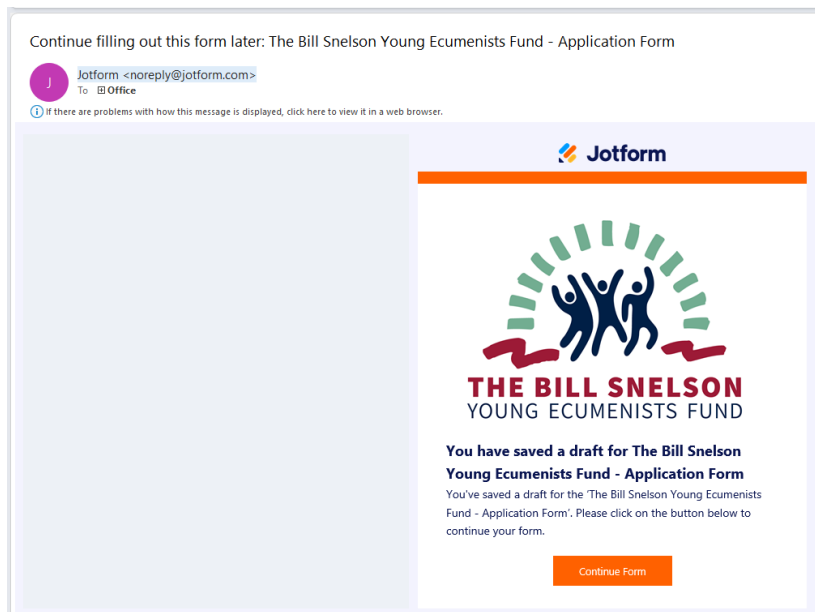 Continue filling out this form later: The Bill Snelson Young Ecumenists Fund - Application Form
J
Jotform <noreply@jotform.com>
To Office
If there are problems with how this message is displayed, click here to view it in a web browser.
Jotform
THE BILL SNELSON
YOUNG ECUMENISTS FUND
You have saved a draft for The Bill Snelson
Young Ecumenists Fund - Application Form
You've saved a draft for the 'The Bill Snelson Young Ecumenists
Fund - Application Form'. Please click on the button below to
continue your form.
Continue Form